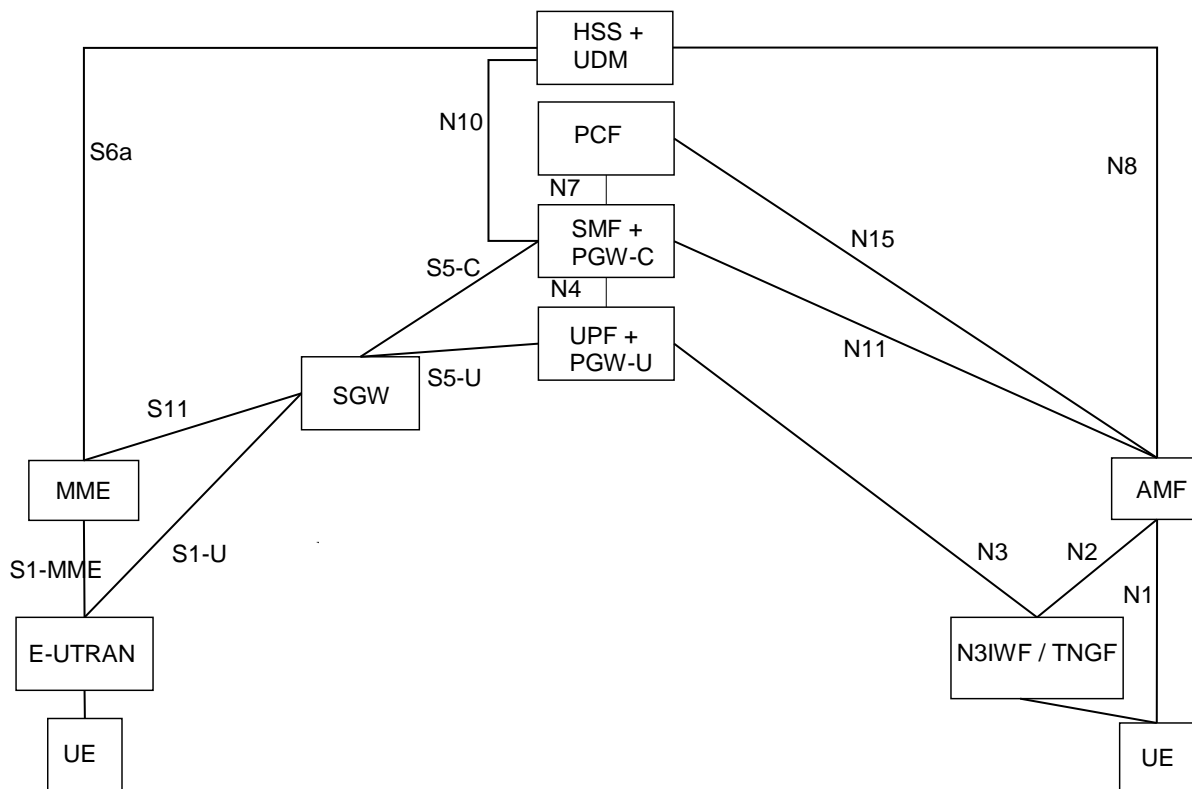 HSS +
UDM
N10
PCF
S6a
N8
N7
SMF +
PGW-C
N15
S5-C
N4
UPF +
PGW-U
N11
S5-U
SGW
S11
MME
AMF
S1-U
N3
N2
S1-MME
N1
E-UTRAN
N3IWF / TNGF
UE
UE